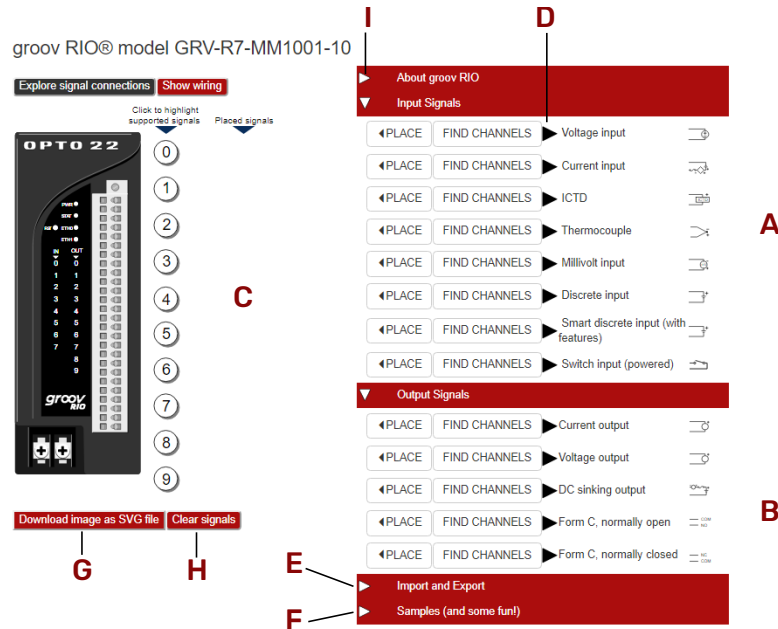 groov RIO® model GRV-R7-MM1001-10
Explore signal connections
Show wiring
Click to highlight
supported signals
Placed signals
OPTO 22
PWR
STAT
ETH0
ETH1
IN OUT
0 0
1 1
2 2
3 3
4 4
5 5
6 6
7 7
8
9
groov
RIO
0
1
2
3
4
5
6
7
8
9
C
Download image as SVG file
Clear signals
G
H
I
D
About groov RIO
Input Signals
PLACE FIND CHANNELS Voltage input
PLACE FIND CHANNELS Current input
PLACE FIND CHANNELS ICTD
PLACE FIND CHANNELS Thermocouple
PLACE FIND CHANNELS Millivolt input
PLACE FIND CHANNELS Discrete input
PLACE FIND CHANNELS Smart discrete input (with
features)
PLACE FIND CHANNELS Switch input (powered)
A
Output Signals
PLACE FIND CHANNELS Current output
PLACE FIND CHANNELS Voltage output
PLACE FIND CHANNELS DC sinking output
PLACE FIND CHANNELS Form C, normally open COM
NO
PLACE FIND CHANNELS Form C, normally closed NC
COM
B
E
Import and Export
F
Samples (and some fun!)